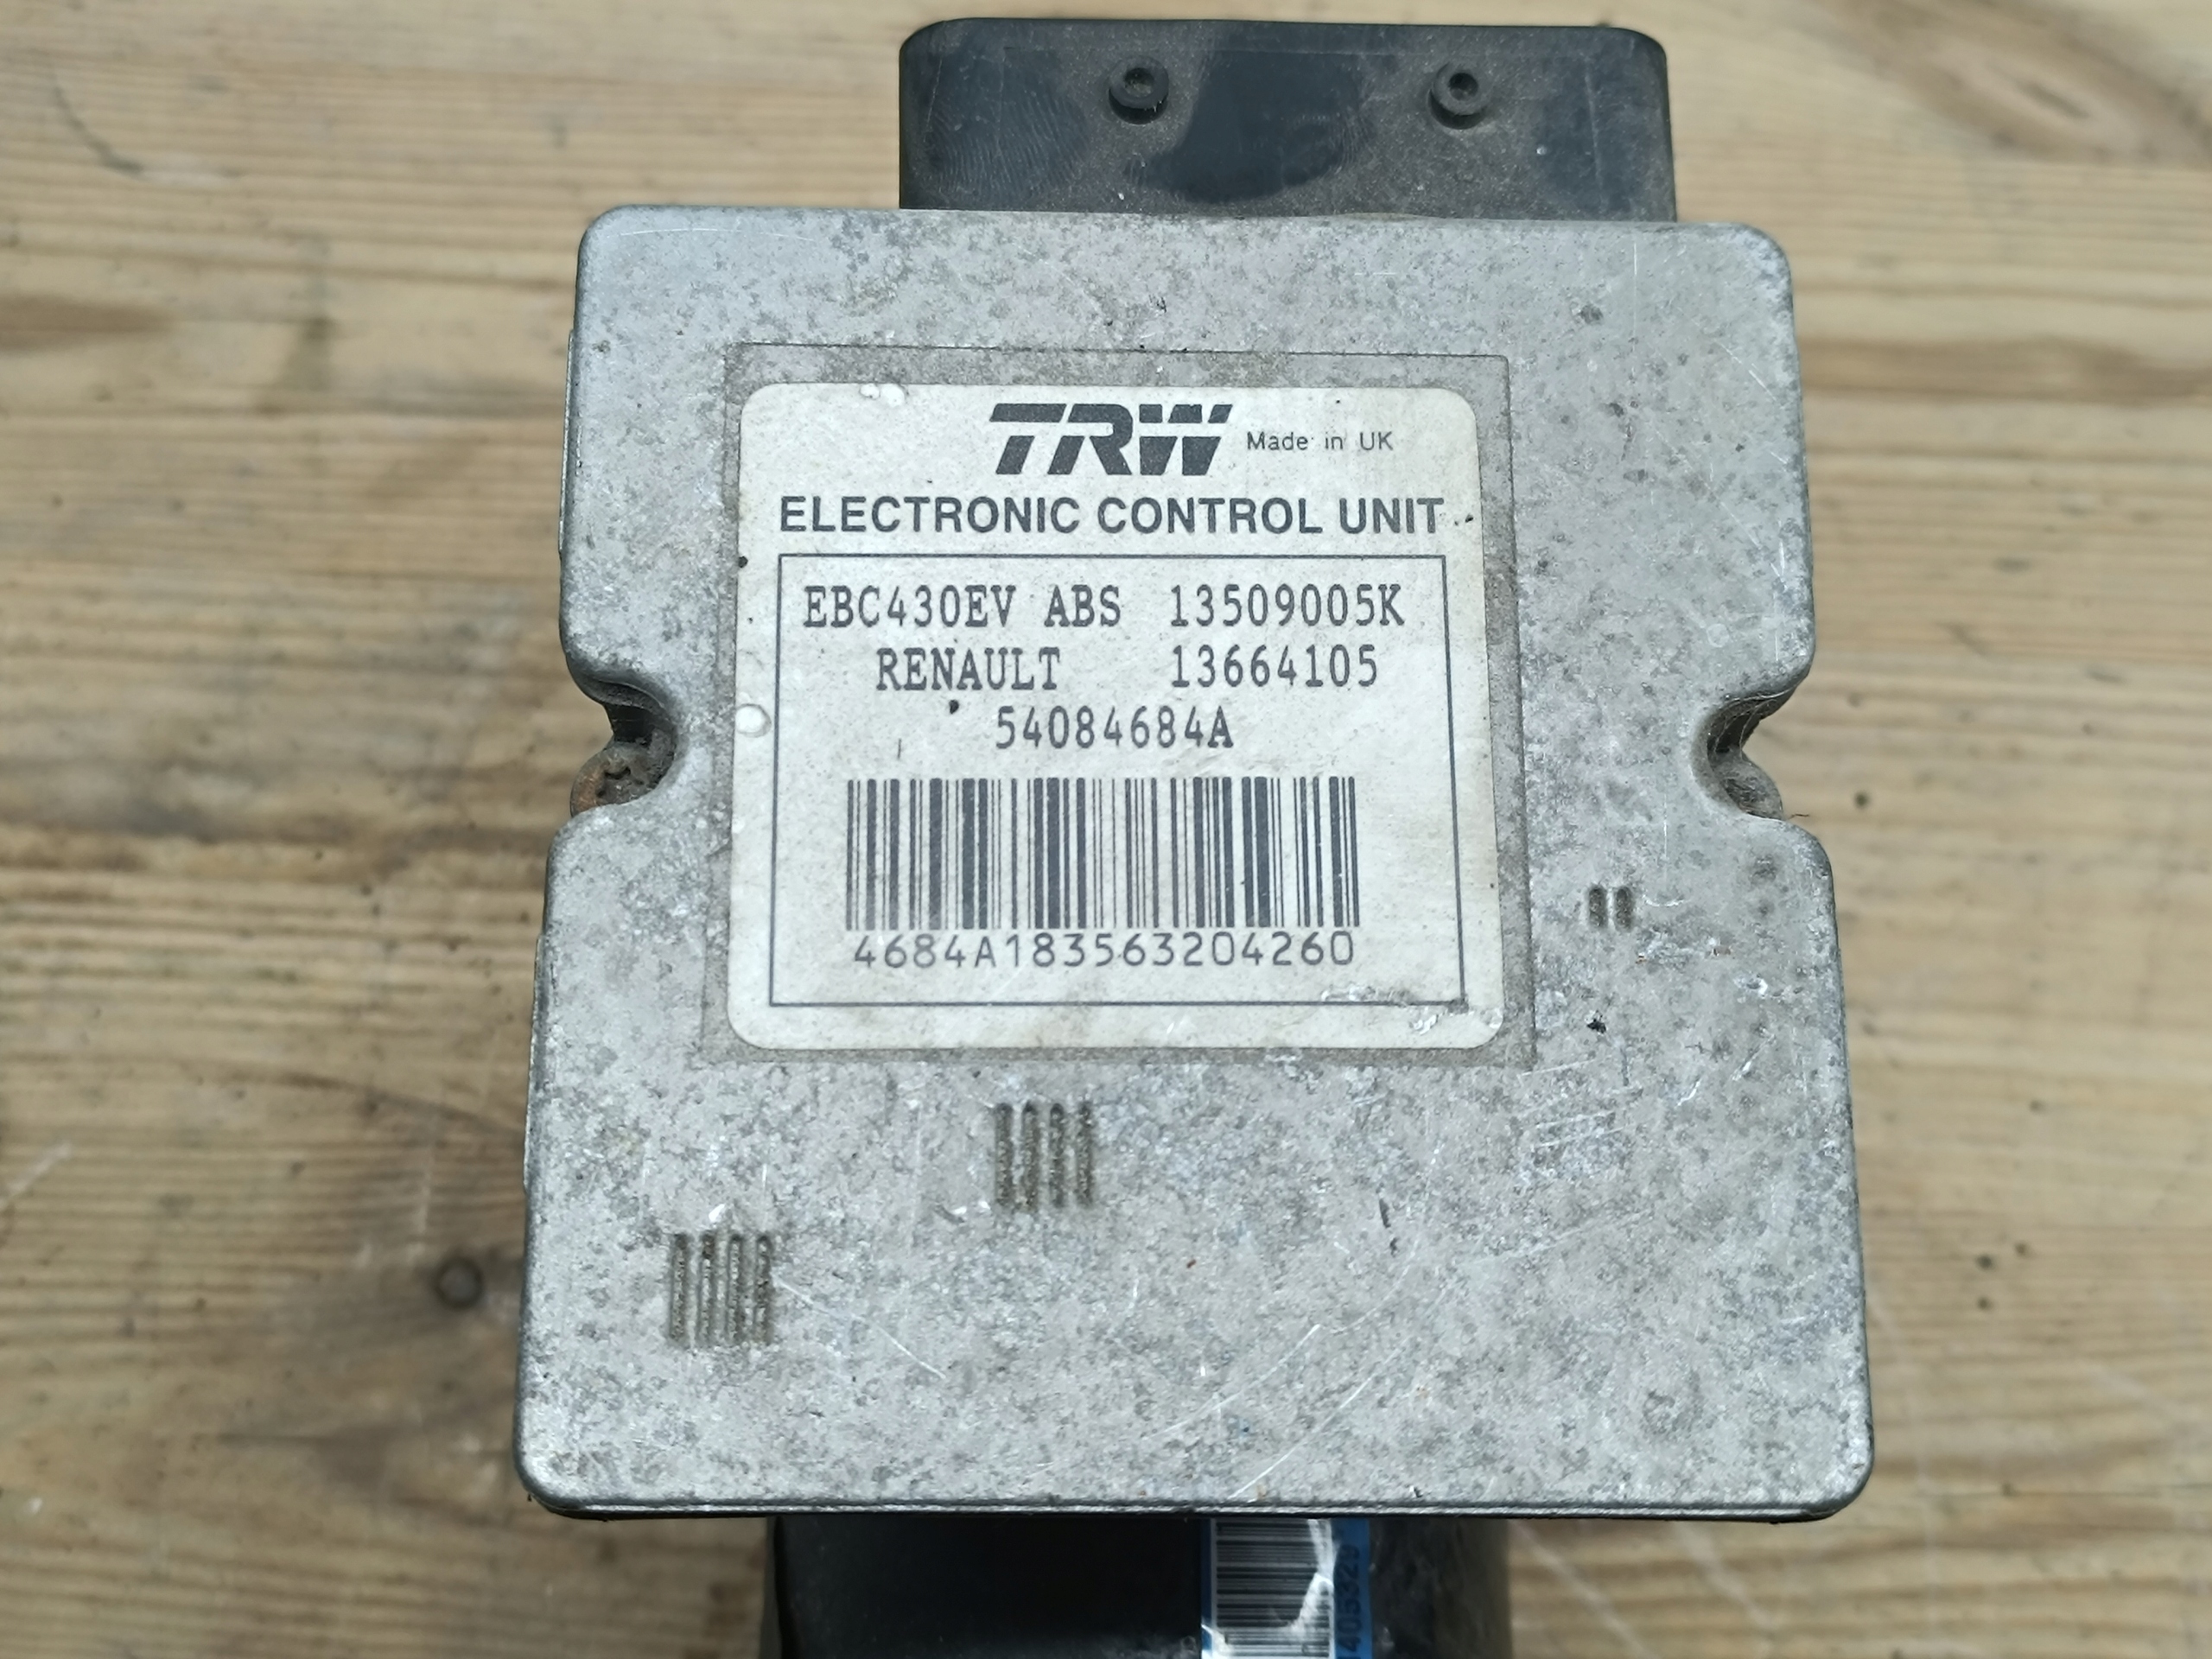 TRW Made in UK
ELECTRONIC CONTROL UNIT
EBC430EV ABS 13509005K
RENAULT 13664105
54084684A
4684A183563204260